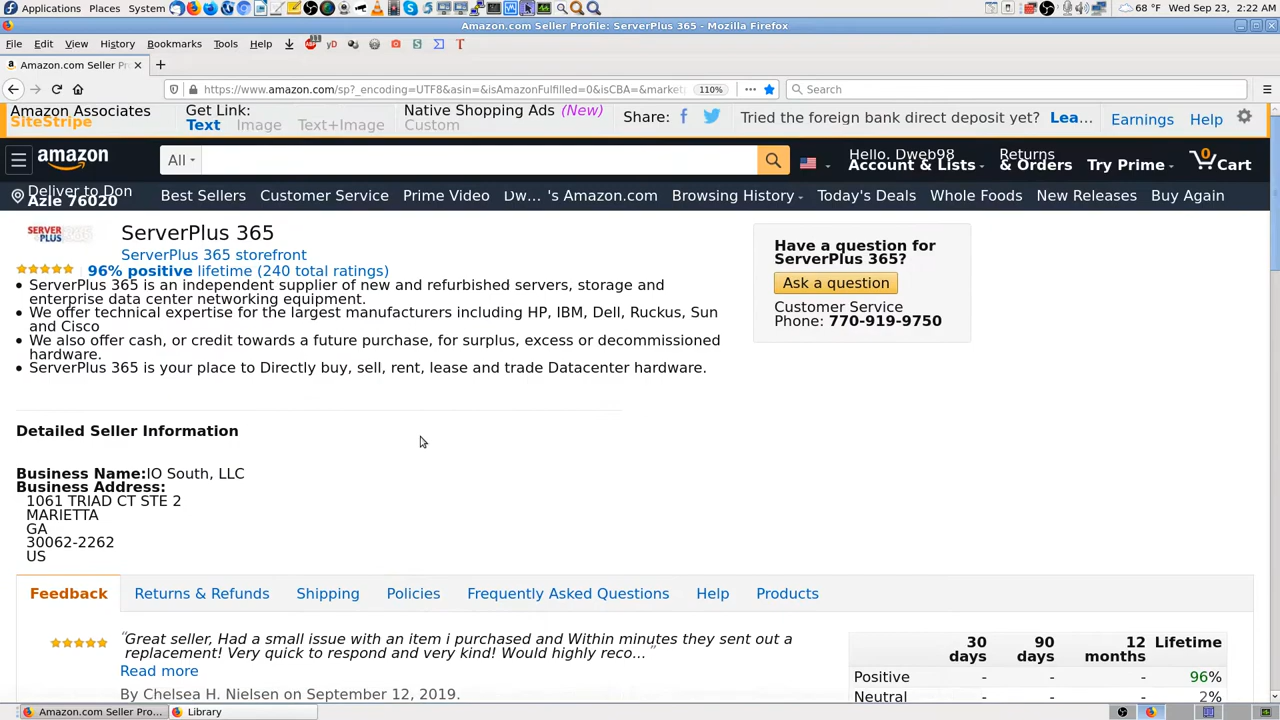 Applications Places System 68 °F Wed Sep 23, 2:22 AM
Amazon.com Seller Profile: ServerPlus 365 - Mozilla Firefox
File Edit View History Bookmarks Tools Help
Amazon.com Seller Pr
https://www.amazon.com/sp?_encoding=UTF8&asin=&isAmazonFulfilled=0&isCBA=&market 110% Search
Amazon Associates
SiteStripe
Get Link:
Text Image Text+Image
Native Shopping Ads (New)
Custom
Share: Tried the foreign bank direct deposit yet? Lea... Earnings Help
amazon All Hello, Dweb98
Account & Lists
Returns
& Orders
Try Prime 0 Cart
Deliver to Don
Azle 76020
Best Sellers Customer Service Prime Video Dw... 's Amazon.com Browsing History Today's Deals Whole Foods New Releases Buy Again
SERVER
PLUS
ServerPlus 365
ServerPlus 365 storefront
96% positive lifetime (240 total ratings)
ServerPlus 365 is an independent supplier of new and refurbished servers, storage and
enterprise data center networking equipment.
We offer technical expertise for the largest manufacturers including HP, IBM, Dell, Ruckus, Sun
and Cisco
We also offer cash, or credit towards a future purchase, for surplus, excess or decommissioned
hardware.
ServerPlus 365 is your place to Directly buy, sell, rent, lease and trade Datacenter hardware.
Have a question for
ServerPlus 365?
Ask a question
Customer Service
Phone: 770-919-9750
Detailed Seller Information
Business Name:IO South, LLC
Business Address:
1061 TRIAD CT STE 2
MARIETTA
GA
30062-2262
US
Feedback Returns & Refunds Shipping Policies Frequently Asked Questions Help Products
“Great seller, Had a small issue with an item i purchased and Within minutes they sent out a
replacement! Very quick to respond and very kind! Would highly reco...”
Read more
By Chelsea H. Nielsen on September 12, 2019.
30
days
90
days
12
months
Lifetime
Positive - - - 96%
Neutral - - - 2%
Amazon.com Seller Pro... Library